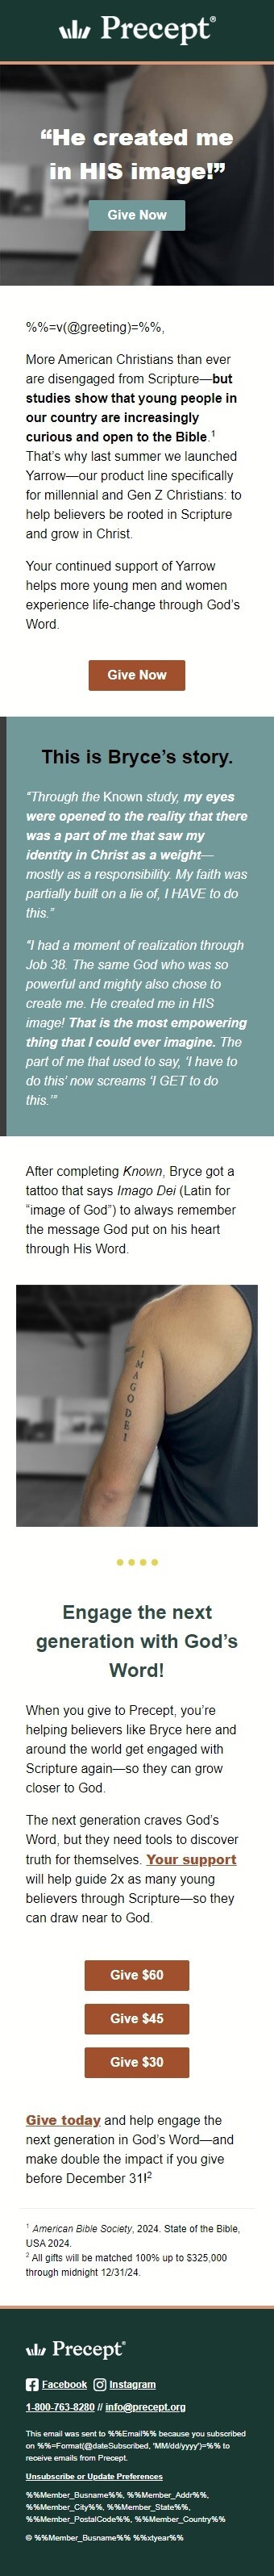 Precept®
“He created me
in HIS image!”
Give Now
%%=v(@greeting)=%%,
More American Christians than ever
are disengaged from Scripture—but
studies show that young people in
our country are increasingly
curious and open to the Bible.¹
That’s why last summer we launched
Yarrow—our product line specifically
for millennial and Gen Z Christians: to
help believers be rooted in Scripture
and grow in Christ.
Your continued support of Yarrow
helps more young men and women
experience life-change through God’s
Word.
Give Now
This is Bryce’s story.
“Through the Known study, my eyes
were opened to the reality that there
was a part of me that saw my
identity in Christ as a weight—
mostly as a responsibility. My faith was
partially built on a lie of, I HAVE to do
this.”
“I had a moment of realization through
Job 38. The same God who was so
powerful and mighty also chose to
create me. He created me in HIS
image! That is the most empowering
thing that I could ever imagine. The
part of me that used to say, ‘I have to
do this’ now screams ‘I GET to do
this.’”
After completing Known, Bryce got a
tattoo that says Imago Dei (Latin for
“image of God”) to always remember
the message God put on his heart
through His Word.
IMAGO DEI
Engage the next
generation with God’s
Word!
When you give to Precept, you’re
helping believers like Bryce here and
around the world get engaged with
Scripture again—so they can grow
closer to God.
The next generation craves God’s
Word, but they need tools to discover
truth for themselves. Your support
will help guide 2x as many young
believers through Scripture—so they
can draw near to God.
Give $60
Give $45
Give $30
Give today and help engage the
next generation in God’s Word—and
make double the impact if you give
before December 31!²
¹ American Bible Society, 2024. State of the Bible,
USA 2024.
² All gifts will be matched 100% up to $325,000
through midnight 12/31/24.
Precept®
Facebook Instagram
1-800-763-8280 // info@precept.org
This email was sent to %%Email%% because you subscribed
on %%=Format(@dateSubscribed, "MM/dd/yyyy")=%% to
receive emails from Precept.
Unsubscribe or Update Preferences
%%Member_Busname%%, %%Member_Addr%%,
%%Member_City%%, %%Member_State%%,
%%Member_PostalCode%%, %%Member_Country%%
© %%Member_Busname%% %%xtyear%%